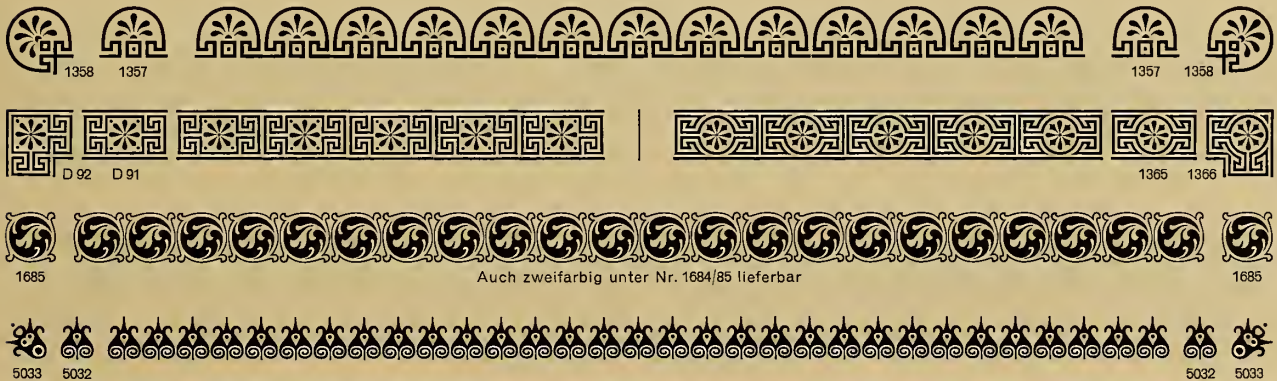 1358 1357 1357 1358
D 92 D 91 1365 1366
1685 Auch zweifarbig unter Nr. 1684/85 lieferbar 1685
5033 5032 5032 5033